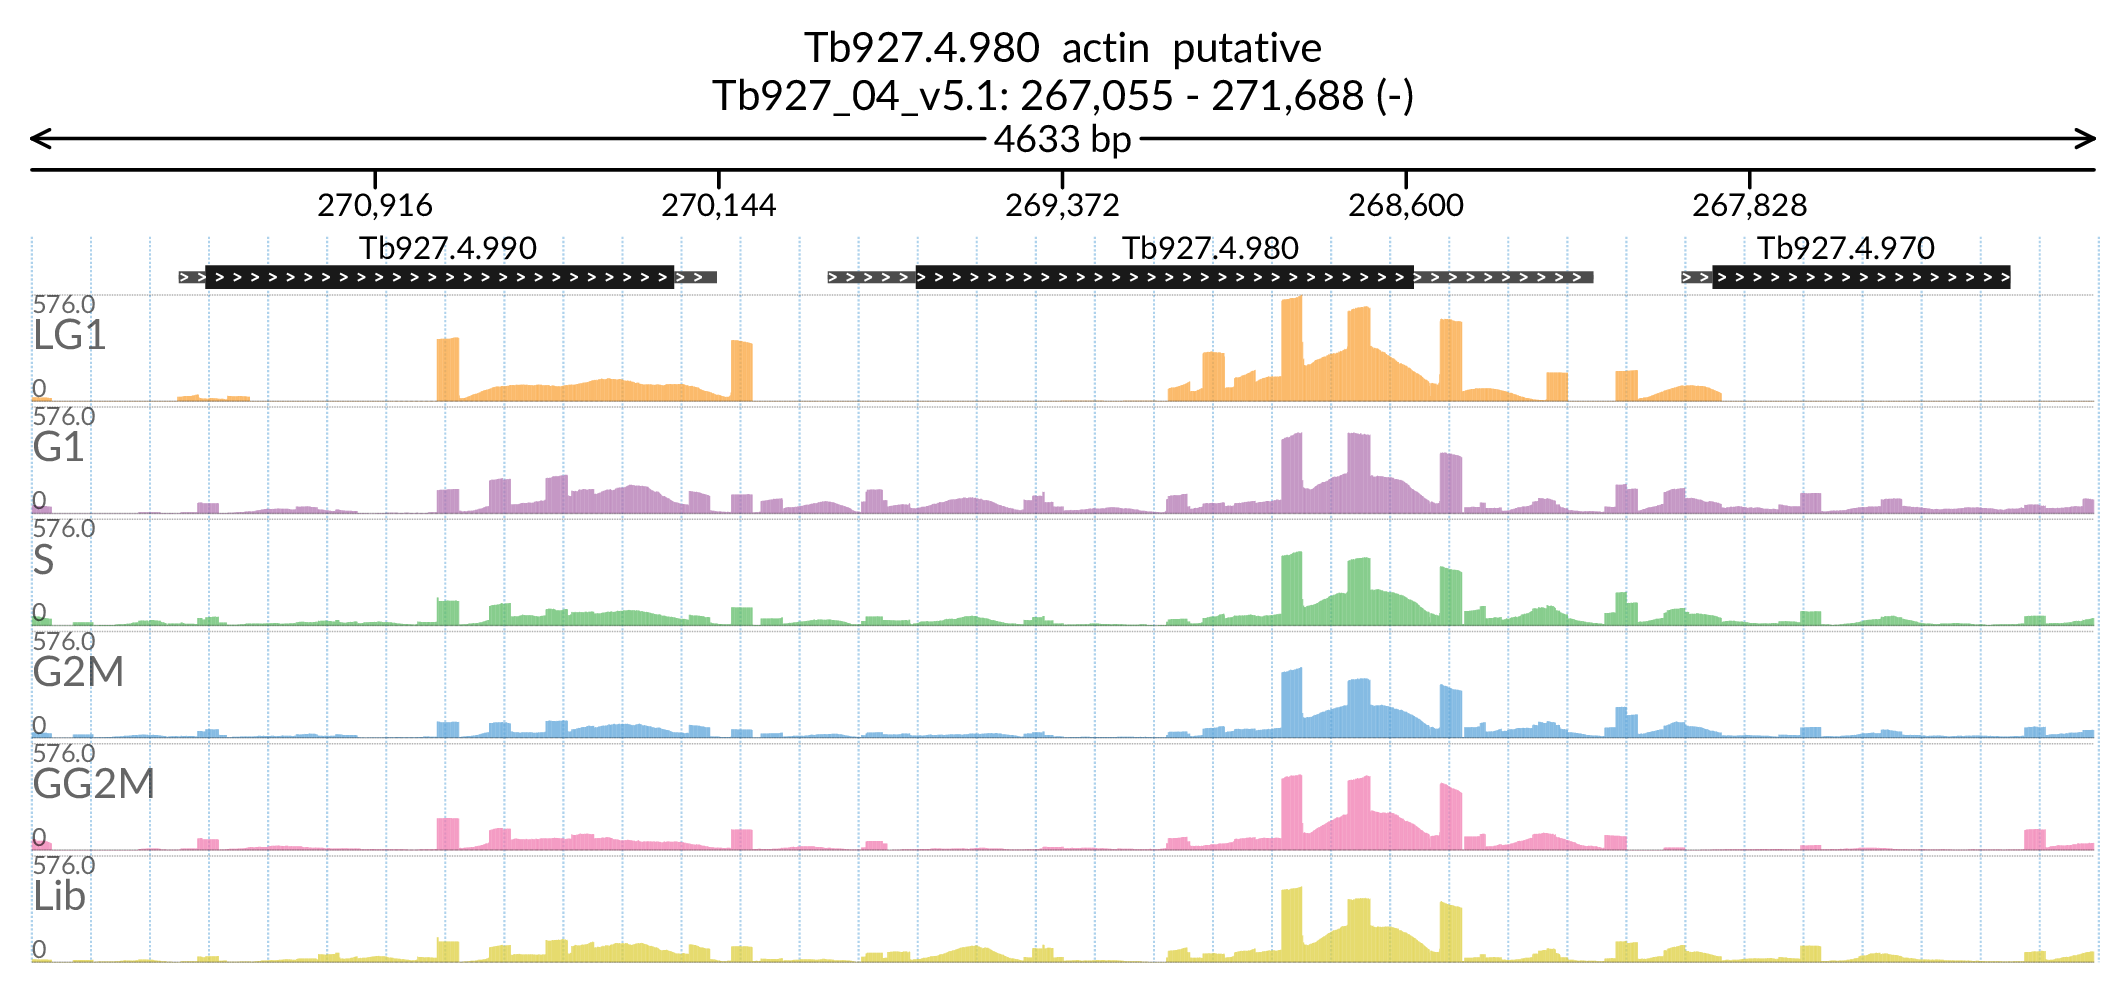 Tb927.4.980 actin putative
Tb927_04_v5.1: 267,055 - 271,688 (-)
4633 bp
270,916 270,144 269,372 268,600 267,828
Tb927.4.990 Tb927.4.980 Tb927.4.970
576.0
LG1
0
576.0
G1
0
576.0
S
0
576.0
G2M
0
576.0
GG2M
0
576.0
Lib
0